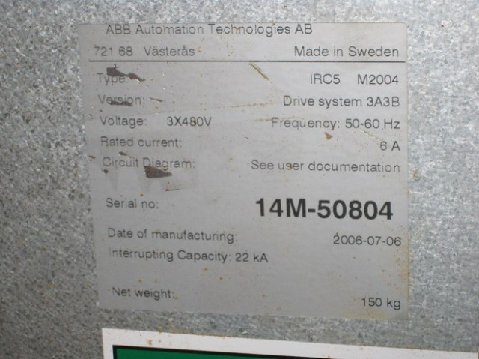 ABB Automation Technologies AB
721 68 Västerås Made in Sweden
Type: IRC5 M2004
Version: Drive system 3A3B
Voltage: 3X480V Frequency: 50-60 Hz
Rated current: 6 A
Circuit Diagram: See user documentation
Serial no: 14M-50804
Date of manufacturing: 2006-07-06
Interrupting Capacity: 22 kA
Net weight: 150 kg